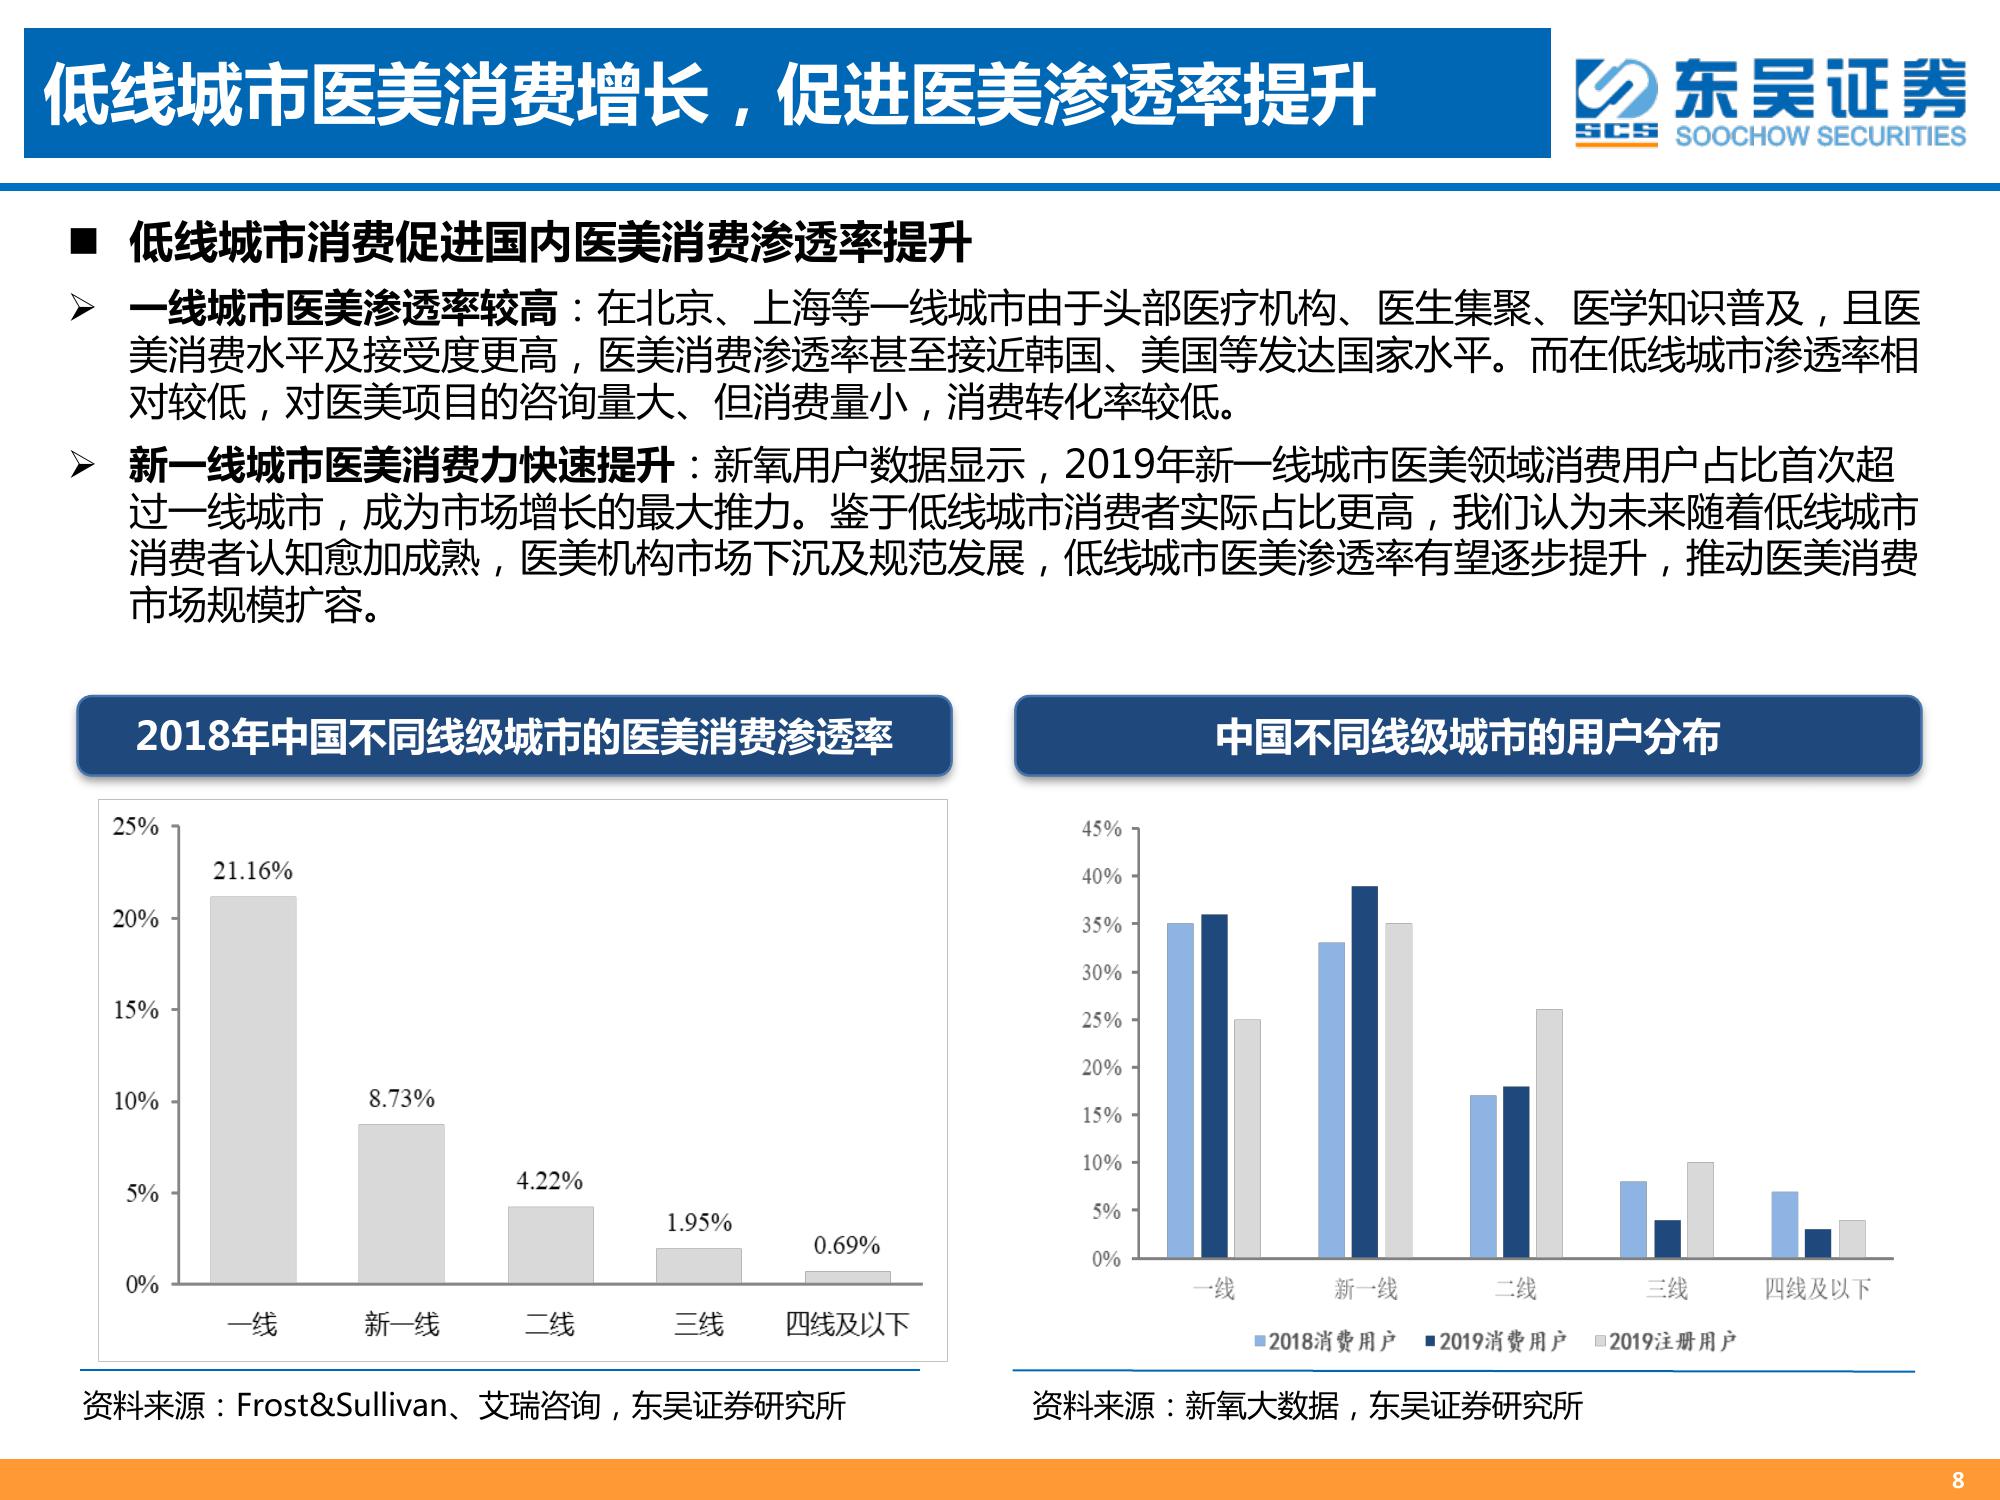 低线城市医美消费增长，促进医美渗透率提升
东吴证券
SCS
SOOCHOW SECURITIES
■ 低线城市消费促进国内医美消费渗透率提升
➢ 一线城市医美渗透率较高：在北京、上海等一线城市由于头部医疗机构、医生集聚、医学知识普及，且医
美消费水平及接受度更高，医美消费渗透率甚至接近韩国、美国等发达国家水平。而在低线城市渗透率相
对较低，对医美项目的咨询量大、但消费量小，消费转化率较低。
➢ 新一线城市医美消费力快速提升：新氧用户数据显示，2019年新一线城市医美领域消费用户占比首次超
过一线城市，成为市场增长的最大推力。鉴于低线城市消费者实际占比更高，我们认为未来随着低线城市
消费者认知愈加成熟，医美机构市场下沉及规范发展，低线城市医美渗透率有望逐步提升，推动医美消费
市场规模扩容。
2018年中国不同线级城市的医美消费渗透率
25%
20%
15%
10%
5%
0%
21.16%
8.73%
4.22%
1.95%
0.69%
一线 新一线 二线 三线 四线及以下
资料来源：Frost&Sullivan、艾瑞咨询，东吴证券研究所
中国不同线级城市的用户分布
45%
40%
35%
30%
25%
20%
15%
10%
5%
0%
一线 新一线 二线 三线 四线及以下
2018消费用户 2019消费用户 2019注册用户
资料来源：新氧大数据，东吴证券研究所
8